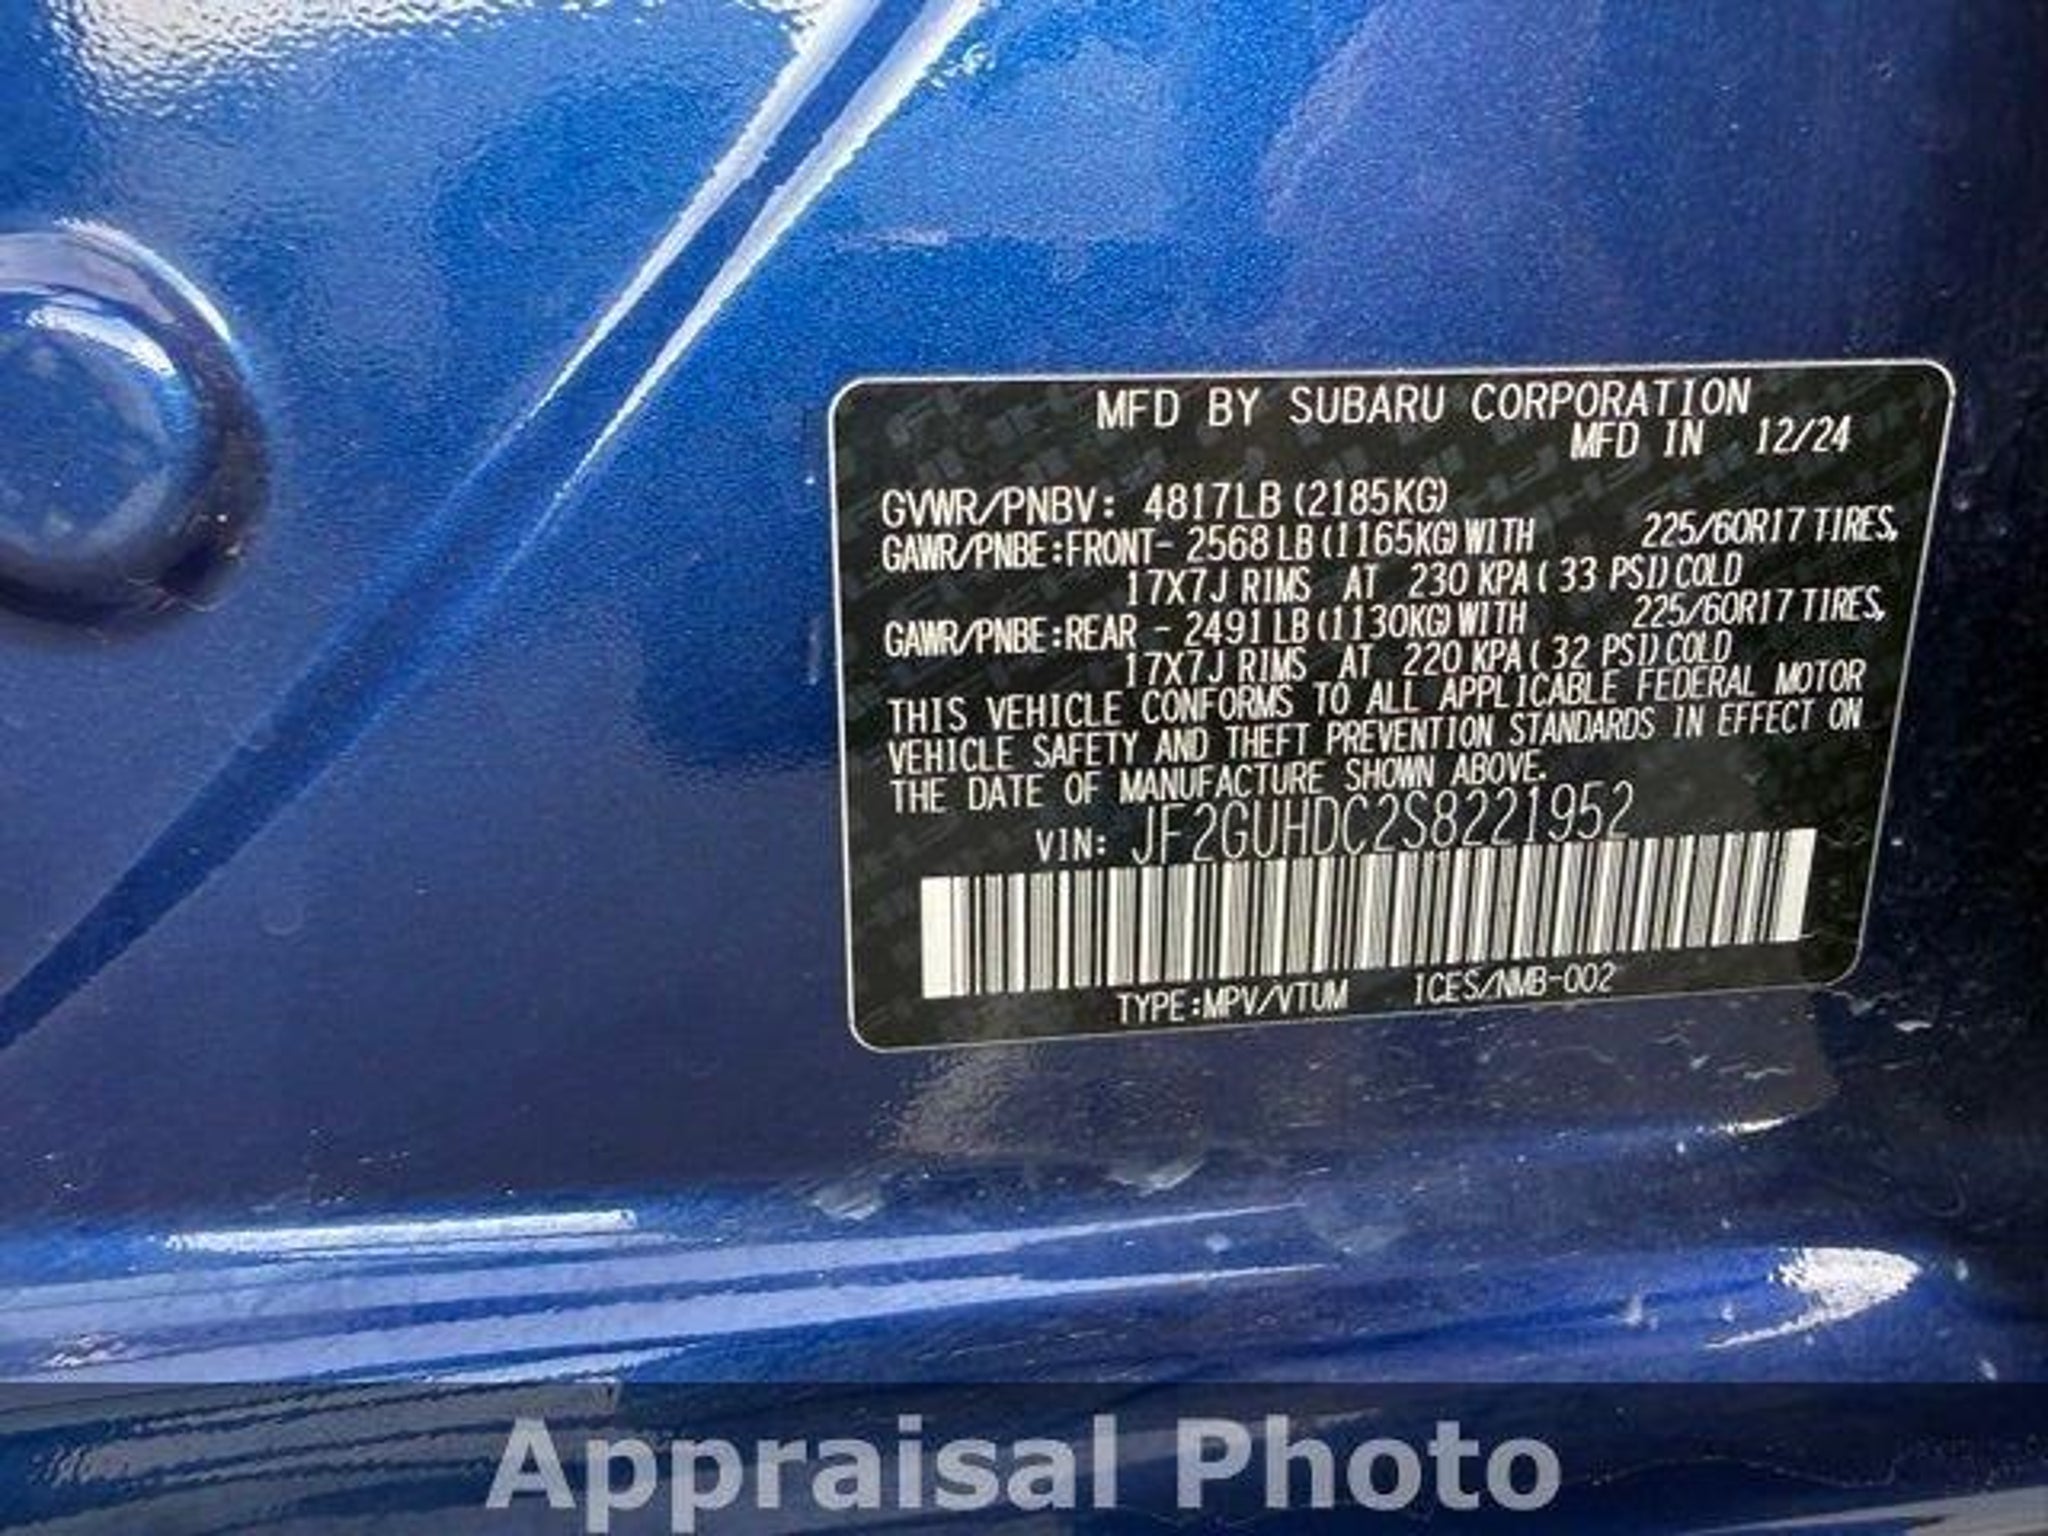 MFD BY SUBARU CORPORATION
MFD IN 12/24
GVWR/PNBV: 4817LB (2185KG)
GAWR/PNBE:FRONT- 2568LB(1165KG)WITH 225/60R17 TIRES,
17X7J RIMS AT 230 KPA( 33 PSI)COLD
GAWR/PNBE:REAR - 2491LB(1130KG)WITH 225/60R17 TIRES,
17X7J RIMS AT 220 KPA( 32 PSI)COLD
THIS VEHICLE CONFORMS TO ALL APPLICABLE FEDERAL MOTOR
VEHICLE SAFETY AND THEFT PREVENTION STANDARDS IN EFFECT ON
THE DATE OF MANUFACTURE SHOWN ABOVE.
VIN: JF2GUHDC2S8221952
TYPE:MPV/VTUM ICES/NMB-002
Appraisal Photo